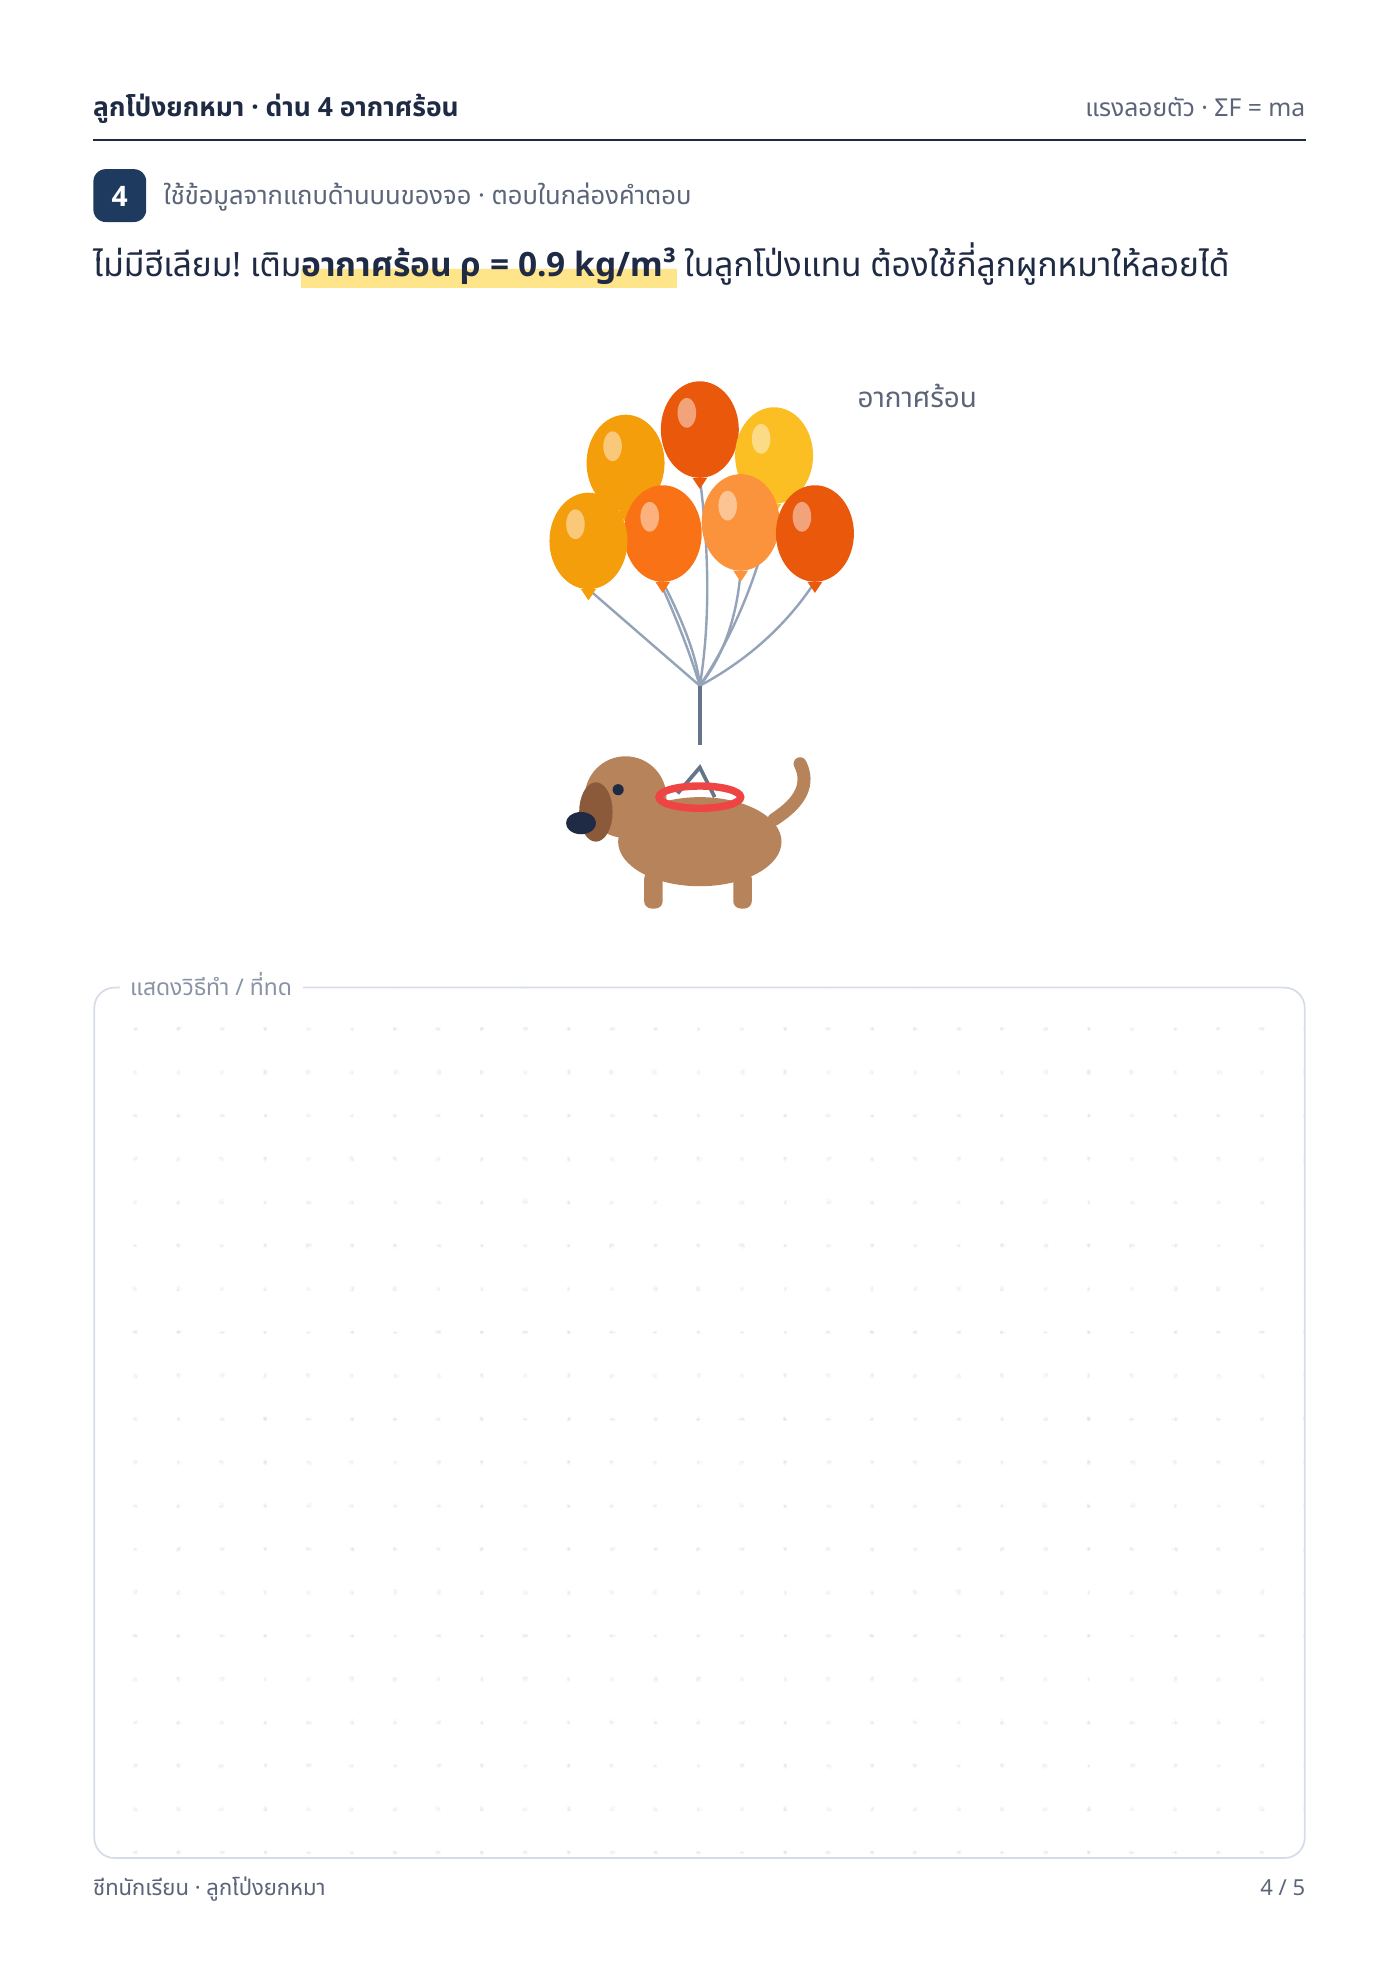 ลูกโป่งยกหมา · ด่าน 4 อากาศร้อน
แรงลอยตัว · ΣF = ma
4
ใช้ข้อมูลจากแถบด้านบนของจอ · ตอบในกล่องคำตอบ
ไม่มีฮีเลียม! เติมอากาศร้อน ρ = 0.9 kg/m³ ในลูกโป่งแทน ต้องใช้กี่ลูกผูกหมาให้ลอยได้
อากาศร้อน
แสดงวิธีทำ / ที่ทด
ชีทนักเรียน · ลูกโป่งยกหมา
4 / 5